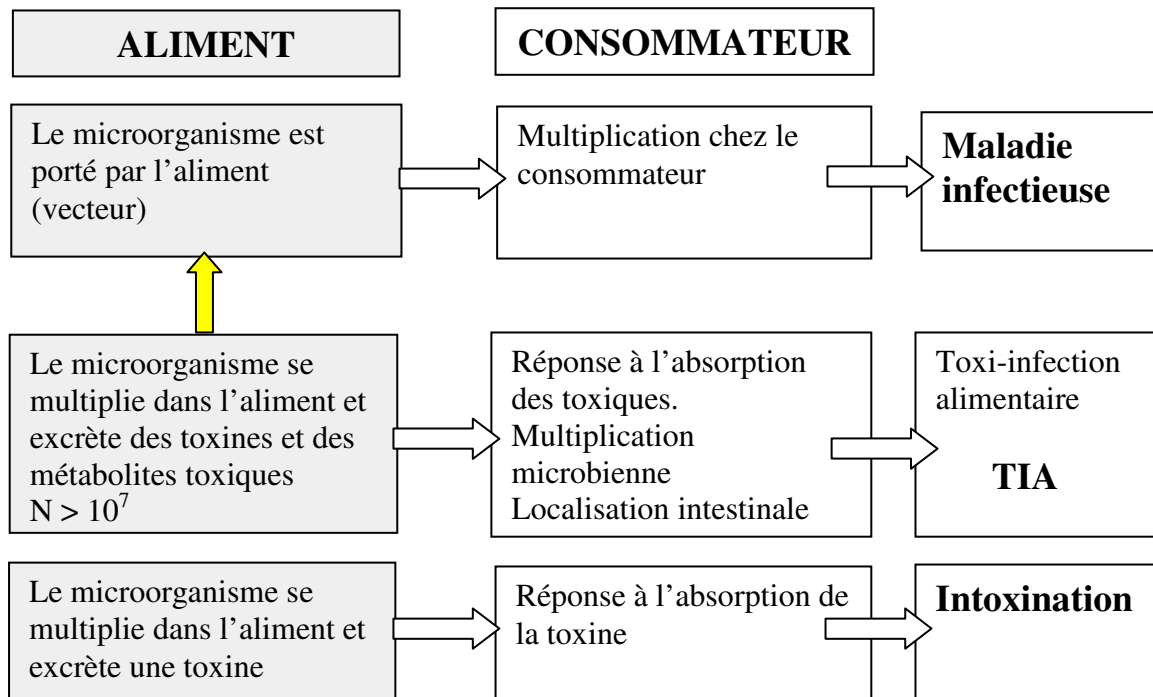 ALIMENT
CONSOMMATEUR
Le microorganisme est
porté par l’aliment
(vecteur)
Multiplication chez le
consommateur
Maladie
infectieuse
Le microorganisme se
multiplie dans l’aliment et
excrète des toxines et des
métabolites toxiques
N > 10⁷
Réponse à l’absorption
des toxiques.
Multiplication
microbienne
Localisation intestinale
Toxi-infection
alimentaire
TIA
Le microorganisme se
multiplie dans l’aliment et
excrète une toxine
Réponse à l’absorption de
la toxine
Intoxination